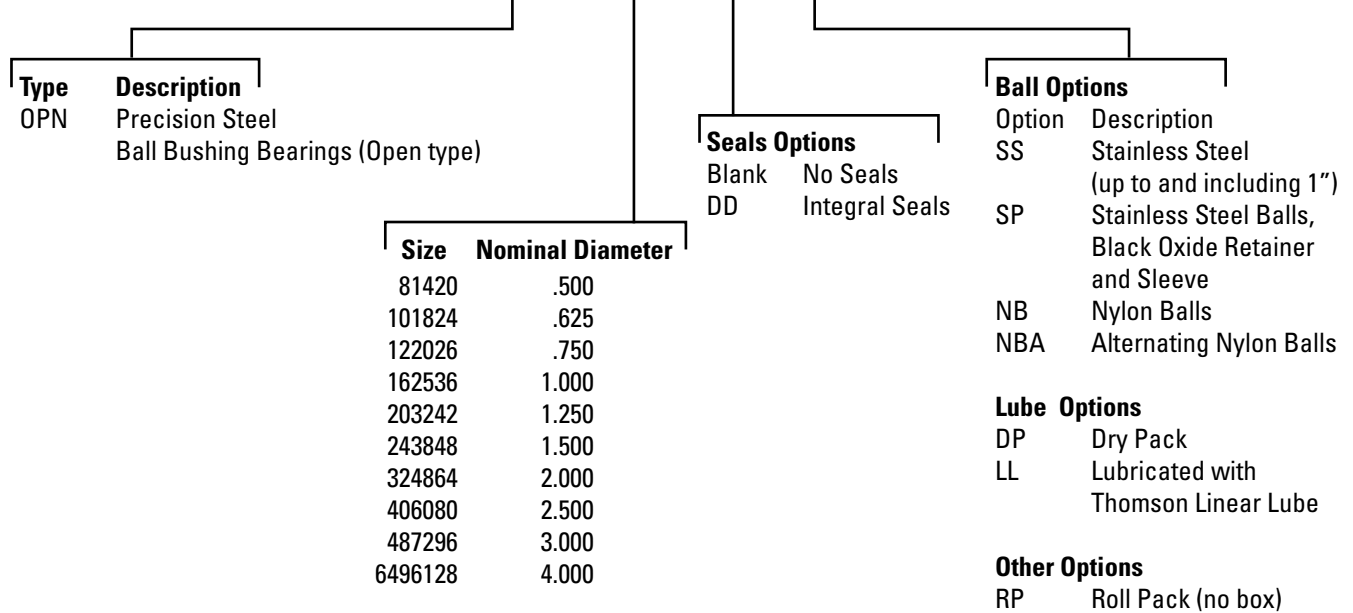 Type Description
OPN Precision Steel
Ball Bushing Bearings (Open type)
Size Nominal Diameter
81420 .500
101824 .625
122026 .750
162536 1.000
203242 1.250
243848 1.500
324864 2.000
406080 2.500
487296 3.000
6496128 4.000
Seals Options
Blank No Seals
DD Integral Seals
Ball Options
Option Description
SS Stainless Steel
(up to and including 1”)
SP Stainless Steel Balls,
Black Oxide Retainer
and Sleeve
NB Nylon Balls
NBA Alternating Nylon Balls
Lube Options
DP Dry Pack
LL Lubricated with
Thomson Linear Lube
Other Options
RP Roll Pack (no box)